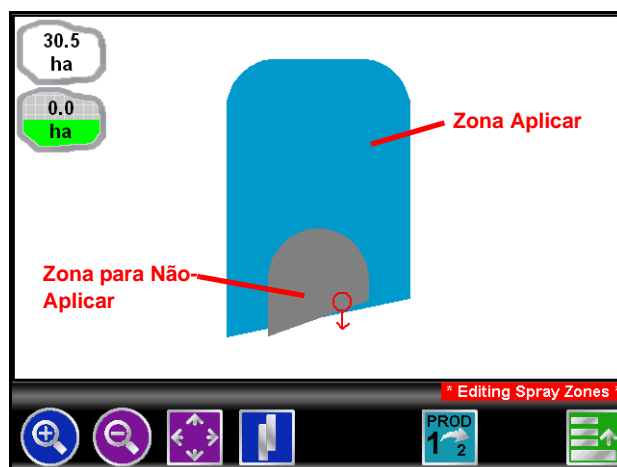 30.5
ha
0.0
ha
Zona Aplicar
Zona para Não-
Aplicar
* Editing Spray Zones *
PROD
1 2